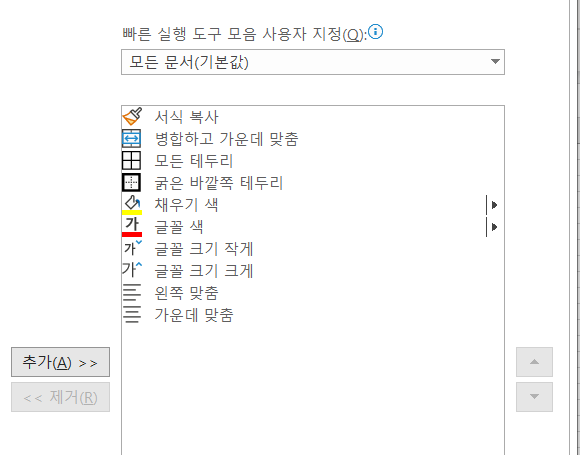 빠른 실행 도구 모음 사용자 지정(Q):
모든 문서(기본값)
서식 복사
병합하고 가운데 맞춤
모든 테두리
굵은 바깥쪽 테두리
채우기 색
가 글꼴 색
가 글꼴 크기 작게
가 글꼴 크기 크게
왼쪽 맞춤
가운데 맞춤
추가(A) >>
<< 제거(R)